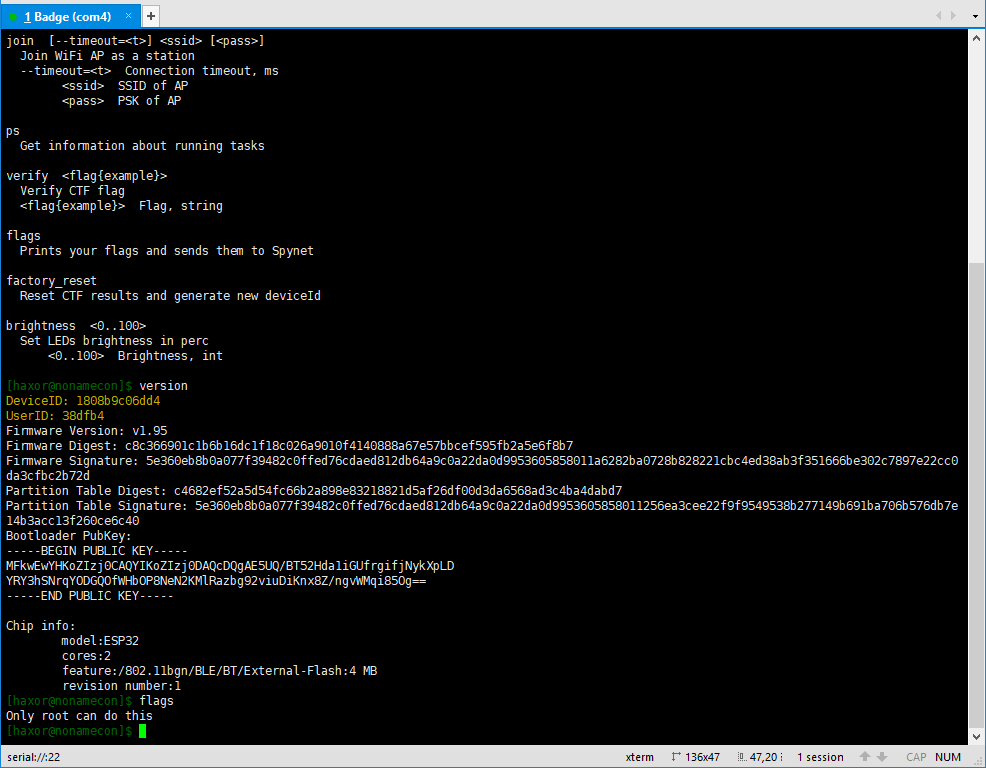 1 Badge (com4) × +
join  [--timeout=<t>] <ssid> [<pass>]
  Join WiFi AP as a station
  --timeout=<t>  Connection timeout, ms
        <ssid>  SSID of AP
        <pass>  PSK of AP

ps
  Get information about running tasks

verify  <flag{example}>
  Verify CTF flag
  <flag{example}>  Flag, string

flags
  Prints your flags and sends them to Spynet

factory_reset
  Reset CTF results and generate new deviceId

brightness  <0..100>
  Set LEDs brightness in perc
      <0..100>  Brightness, int

[haxor@nonamecon]$ version
DeviceID: 1808b9c06dd4
UserID: 38dfb4
Firmware Version: v1.95
Firmware Digest: c8c366901c1b6b16dc1f18c026a9010f4140888a67e57bbcef595fb2a5e6f8b7
Firmware Signature: 5e360eb8b0a077f39482c0ffed76cdaed812db64a9c0a22da0d9953605858011a6282ba0728b828221cbc4ed38ab3f351666be302c7897e22cc0
da3cfbc2b72d
Partition Table Digest: c4682ef52a5d54fc66b2a898e83218821d5af26df00d3da6568ad3c4ba4dabd7
Partition Table Signature: 5e360eb8b0a077f39482c0ffed76cdaed812db64a9c0a22da0d9953605858011256ea3cee22f9f9549538b277149b691ba706b576db7e
14b3acc13f260ce6c40
Bootloader PubKey:
-----BEGIN PUBLIC KEY-----
MFkwEwYHKoZIzj0CAQYIKoZIzj0DAQcDQgAE5UQ/BT52Hda1iGUfrgifjNykXpLD
YRY3hSNrqYODGQOfWHbOP8NeN2KMlRazbg92viuDiKnx8Z/ngvWMqi85Og==
-----END PUBLIC KEY-----

Chip info:
        model:ESP32
        cores:2
        feature:/802.11bgn/BLE/BT/External-Flash:4 MB
        revision number:1
[haxor@nonamecon]$ flags
Only root can do this
[haxor@nonamecon]$
serial://:22 xterm 136x47 47,20 1 session CAP NUM